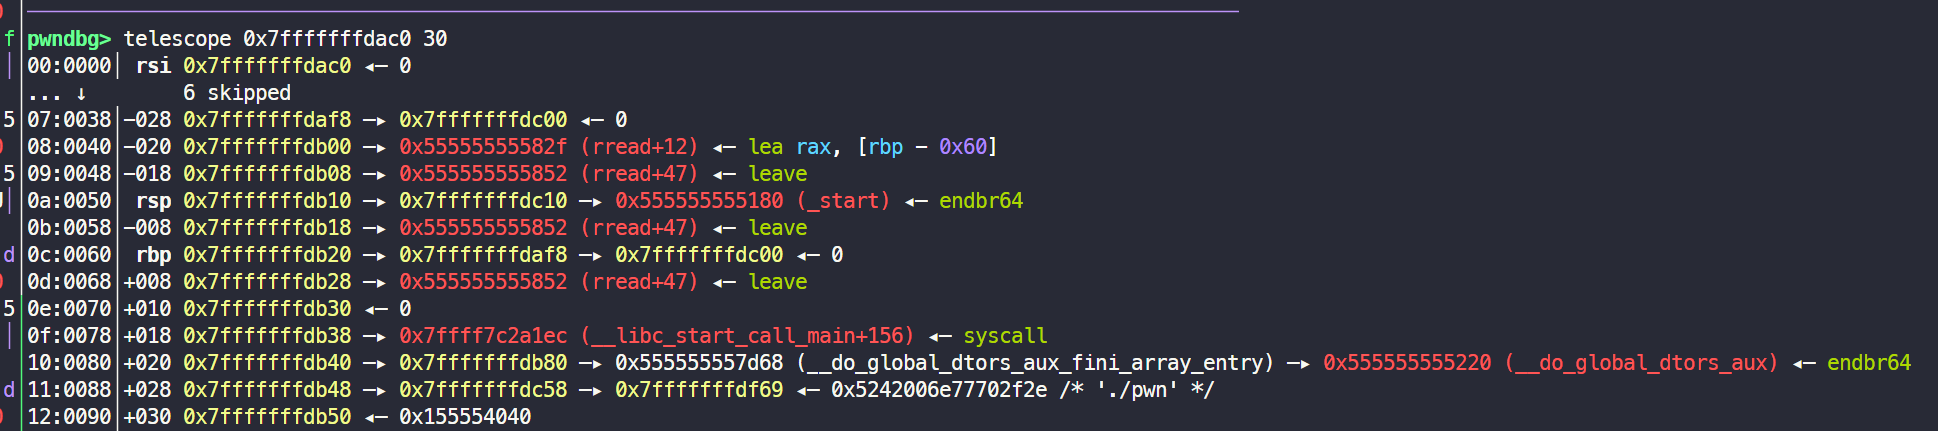 pwndbg> telescope 0x7fffffffdac0 30
00:0000│ rsi 0x7fffffffdac0 ◂— 0
... ↓ 6 skipped
07:0038│-028 0x7fffffffdaf8 —▸ 0x7fffffffdc00 ◂— 0
08:0040│-020 0x7fffffffdb00 —▸ 0x55555555582f (rread+12) ◂— lea rax, [rbp - 0x60]
09:0048│-018 0x7fffffffdb08 —▸ 0x555555555852 (rread+47) ◂— leave
0a:0050│ rsp 0x7fffffffdb10 —▸ 0x7fffffffdc10 —▸ 0x555555555180 (_start) ◂— endbr64
0b:0058│-008 0x7fffffffdb18 —▸ 0x555555555852 (rread+47) ◂— leave
0c:0060│ rbp 0x7fffffffdb20 —▸ 0x7fffffffdaf8 —▸ 0x7fffffffdc00 ◂— 0
0d:0068│+008 0x7fffffffdb28 —▸ 0x555555555852 (rread+47) ◂— leave
0e:0070│+010 0x7fffffffdb30 ◂— 0
0f:0078│+018 0x7fffffffdb38 —▸ 0x7ffff7c2a1ec (__libc_start_call_main+156) ◂— syscall
10:0080│+020 0x7fffffffdb40 —▸ 0x7fffffffdb80 —▸ 0x555555557d68 (__do_global_dtors_aux_fini_array_entry) —▸ 0x555555555220 (__do_global_dtors_aux) ◂— endbr64
11:0088│+028 0x7fffffffdb48 —▸ 0x7fffffffdc58 —▸ 0x7fffffffdf69 ◂— 0x5242006e77702f2e /* './pwn' */
12:0090│+030 0x7fffffffdb50 ◂— 0x155554040